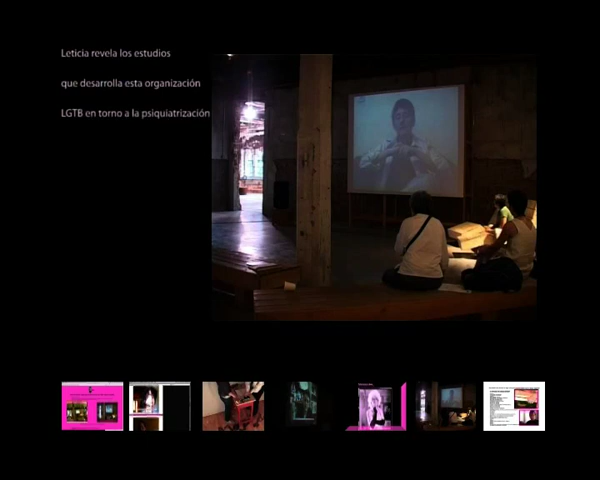 Leticia revela los estudios
que desarrolla esta organización
LGTB en torno a la psiquiatrización